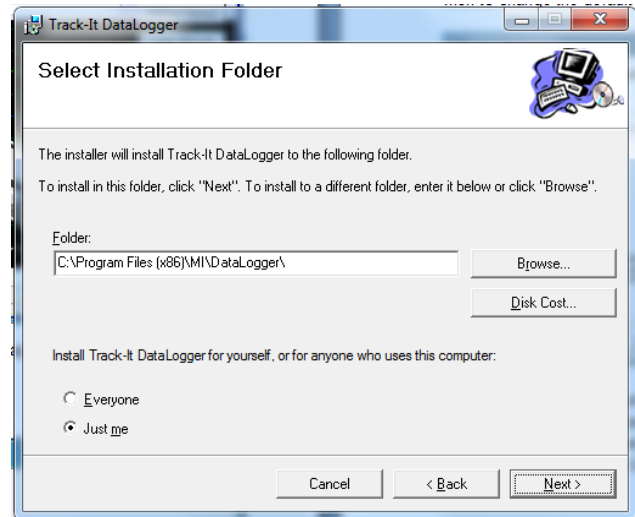 Track-It DataLogger
Select Installation Folder
The installer will install Track-It DataLogger to the following folder.
To install in this folder, click "Next". To install to a different folder, enter it below or click "Browse".
Folder:
C:\Program Files (x86)\MI\DataLogger\
Browse...
Disk Cost...
Install Track-It DataLogger for yourself, or for anyone who uses this computer:
Everyone
Just me
Cancel
< Back
Next >